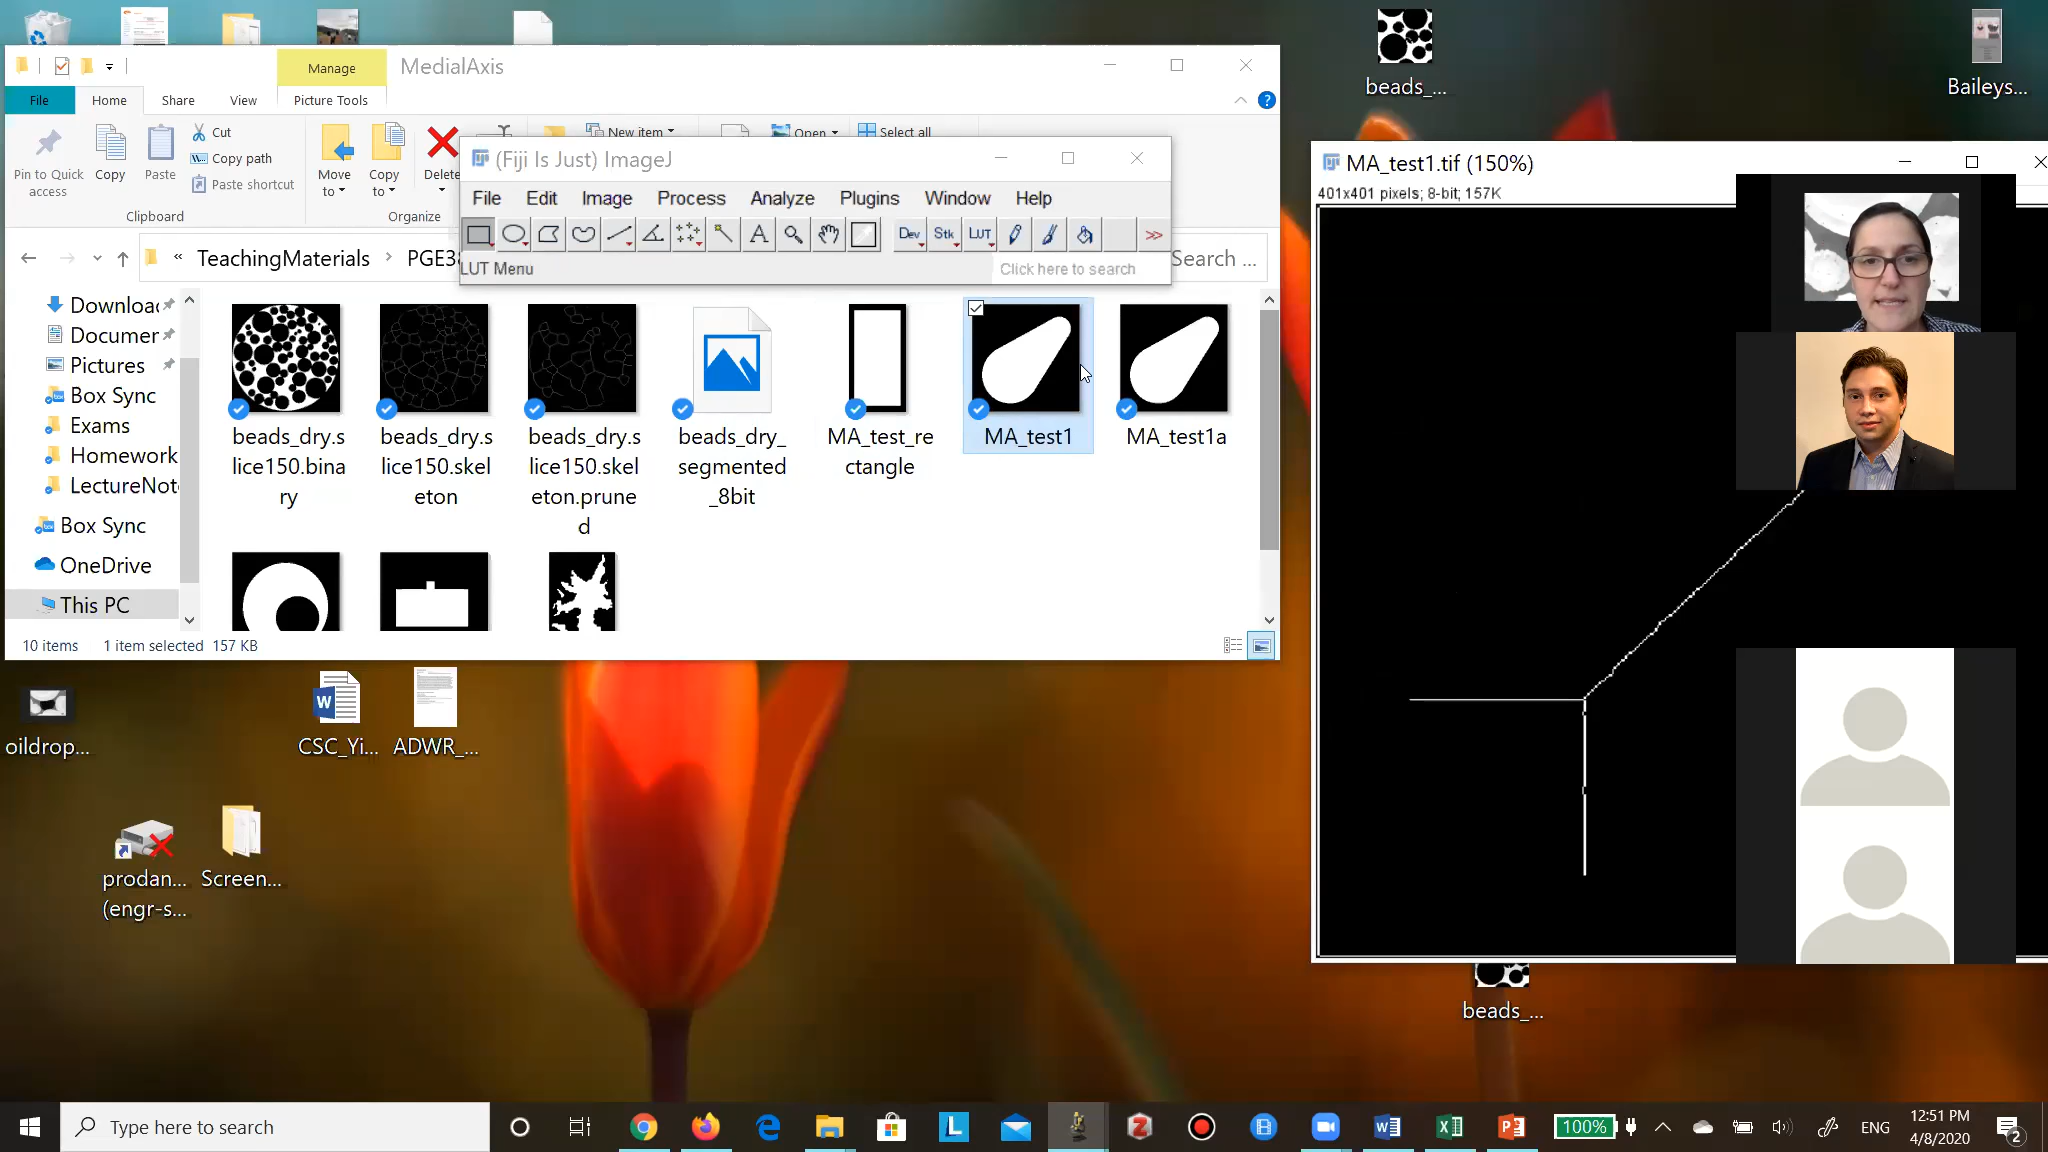 Manage
MedialAxis
File
Home
Share
View
Picture Tools
Pin to Quick access
Copy
Paste
Cut
Copy path
Paste shortcut
Clipboard
Move to
Copy to
Delete
Organize
New item
Open
Select all
(Fiji Is Just) ImageJ
File Edit Image Process Analyze Plugins Window Help
A Dev Stk LUT >>
LUT Menu
Click here to search
« TeachingMaterials > PGE38
Search ...
Downloa
Documer
Pictures
Box Sync
Exams
Homework
LectureNot
Box Sync
OneDrive
This PC
beads_dry.s
lice150.bina
ry
beads_dry.s
lice150.skel
eton
beads_dry.s
lice150.skel
eton.prune
d
beads_dry_
segmented
_8bit
MA_test_re
ctangle
MA_test1
MA_test1a
10 items 1 item selected 157 KB
beads_...
Baileys...
MA_test1.tif (150%)
401x401 pixels; 8-bit; 157K
oildrop...
CSC_Yi...
ADWR_...
prodan...
(engr-s...
Screen...
beads_...
Type here to search
100%
ENG
12:51 PM
4/8/2020
2